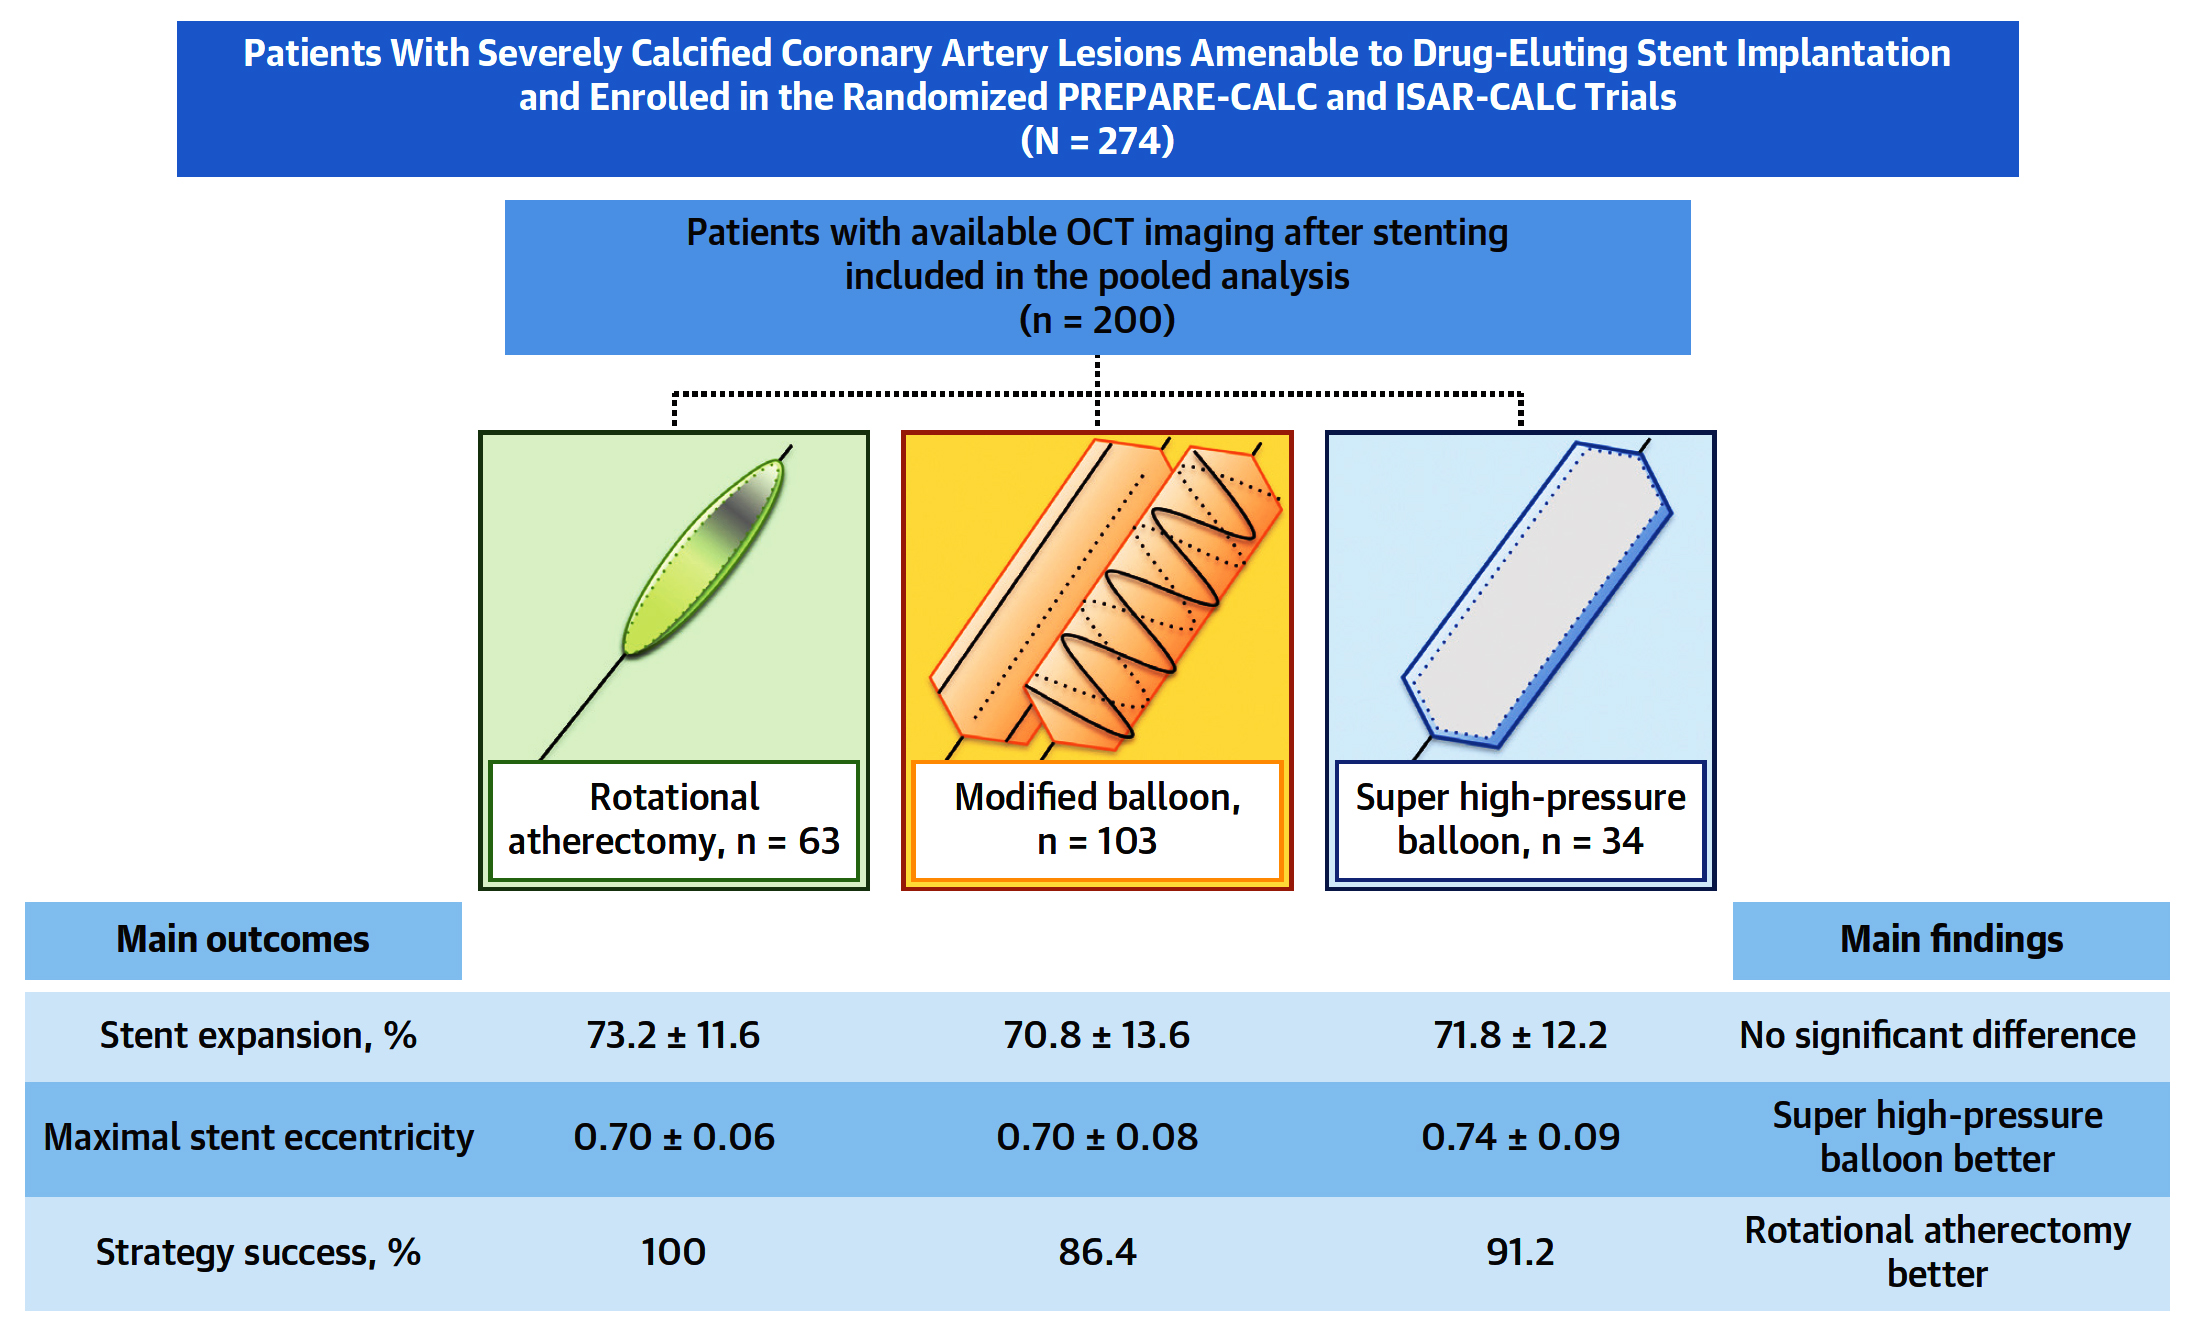 Patients With Severely Calcified Coronary Artery Lesions Amenable to Drug-Eluting Stent Implantation
and Enrolled in the Randomized PREPARE-CALC and ISAR-CALC Trials
(N = 274)
Patients with available OCT imaging after stenting
included in the pooled analysis
(n = 200)
Rotational
atherectomy, n = 63
Modified balloon,
n = 103
Super high-pressure
balloon, n = 34
Main outcomes
Main findings
Stent expansion, % 73.2 ± 11.6 70.8 ± 13.6 71.8 ± 12.2 No significant difference
Maximal stent eccentricity 0.70 ± 0.06 0.70 ± 0.08 0.74 ± 0.09 Super high-pressure
balloon better
Strategy success, % 100 86.4 91.2 Rotational atherectomy
better